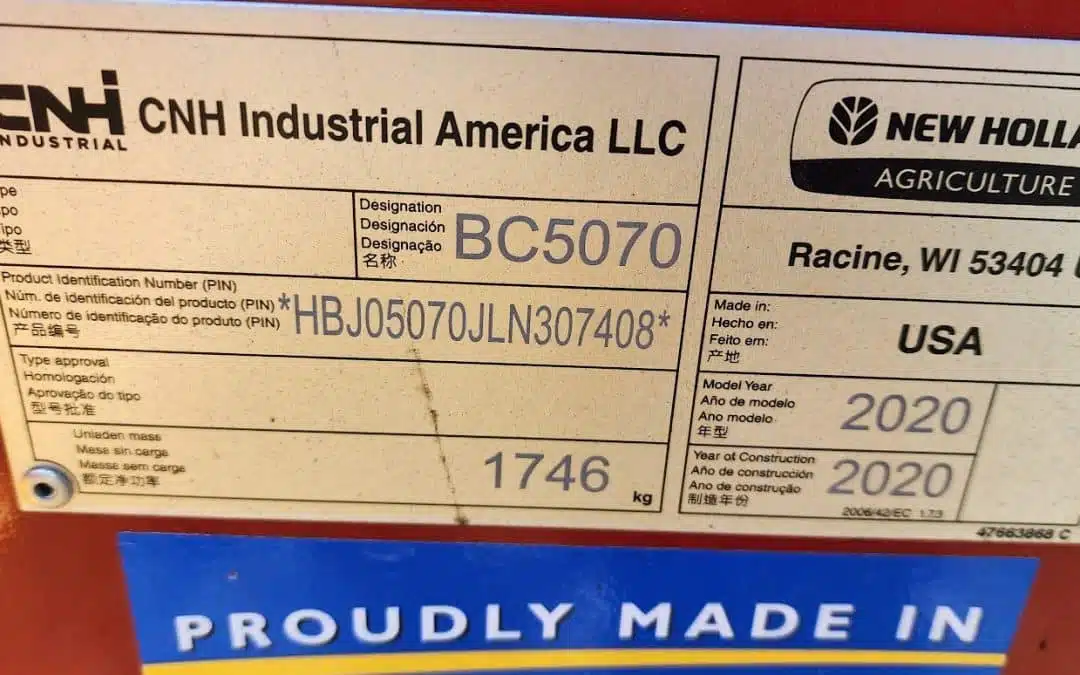 CNH Industrial America LLC
CNH
INDUSTRIAL
NEW HOLLA
AGRICULTURE
pe
po
ipo
类型
Designation
Designación
Designação
名称
BC5070
Racine, WI 53404 U
Product Identification Number (PIN)
Núm. de identificación del producto (PIN)
Número de identificação do produto (PIN)
产品编号
*HBJ05070JLN307408*
Made in:
Hecho en:
Feito em:
产地
USA
Type approval
Homologación
Aprovação do tipo
型号批准
Model Year
Año de modelo
Ano modelo
年型
2020
Unladen mass
Masa sin carga
Massa sem carga
额定净功率
1746 kg
Year of Construction
Año de construcción
Ano de construção
制造年份
2020
2006/42/EC 1.7.3
47663868 C
PROUDLY MADE IN